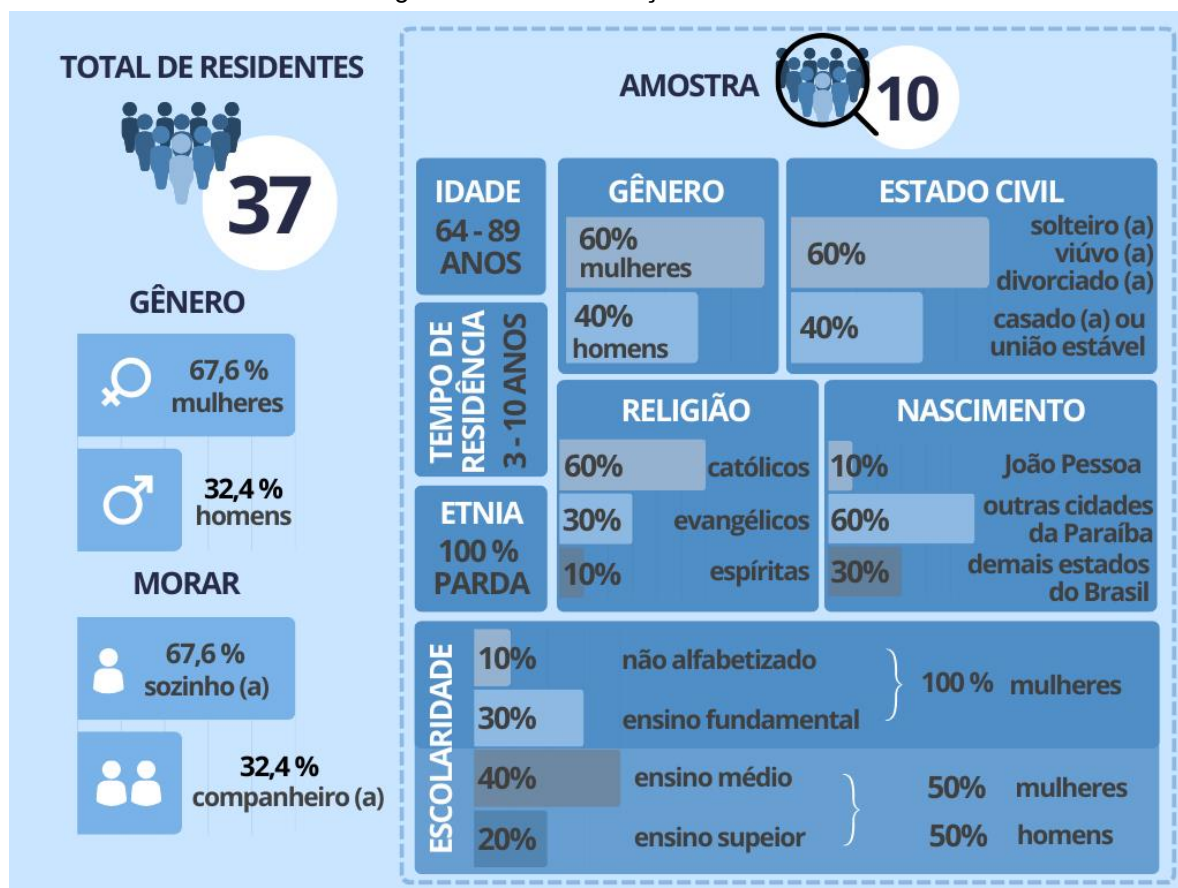 TOTAL DE RESIDENTES
37
GÊNERO
67,6 %
mulheres
32,4 %
homens
MORAR
67,6 %
sozinho (a)
32,4 %
companheiro (a)
AMOSTRA
10
IDADE
64 - 89
ANOS
TEMPO DE
RESIDÊNCIA
3 - 10 ANOS
ETNIA
100 %
PARDA
GÊNERO
60%
mulheres
40%
homens
ESTADO CIVIL
60%
solteiro (a)
viúvo (a)
divorciado (a)
40%
casado (a) ou
união estável
RELIGIÃO
60% católicos
30% evangélicos
10% espíritas
NASCIMENTO
10% João Pessoa
60% outras cidades
da Paraíba
30% demais estados
do Brasil
ESCOLARIDADE
10% não alfabetizado
30% ensino fundamental
100 % mulheres
40% ensino médio
20% ensino supeior
50% mulheres
50% homens